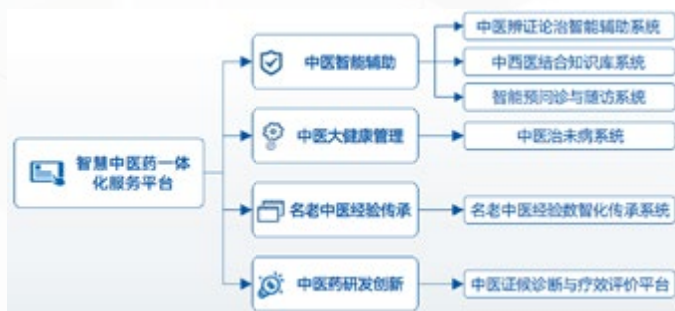 智慧中医药一体
化服务平台
中医智能辅助
中医辨证论治智能辅助系统
中西医结合知识库系统
智能预问诊与随访系统
中医大健康管理
中医治未病系统
名老中医经验传承
名老中医经验数智化传承系统
中医药研发创新
中医证候诊断与疗效评价平台